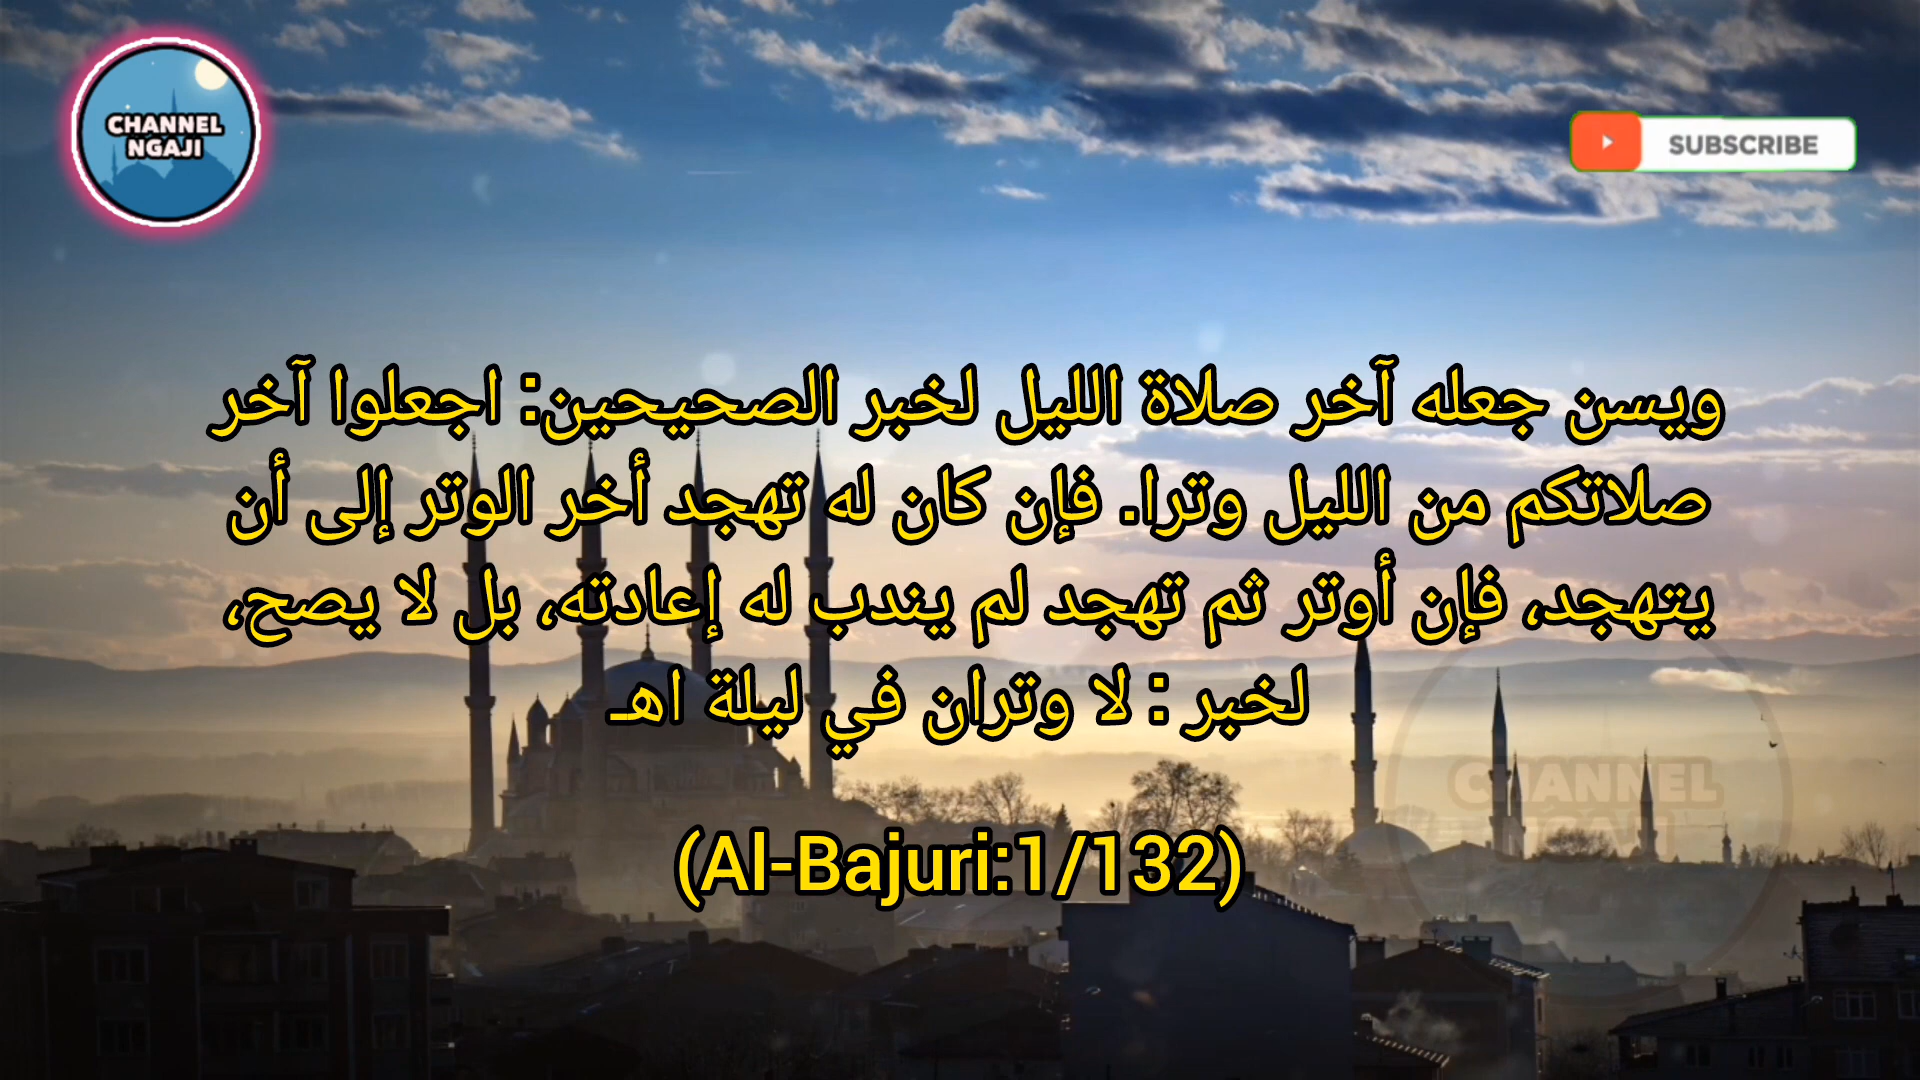 CHANNEL
NGAJI
SUBSCRIBE
ويسن جعله آخر صلاة الليل لخبر الصحيحين: اجعلوا آخر
صلاتكم من الليل وترا. فإن كان له تهجد أخر الوتر إلى أن
يتهجد، فإن أوتر ثم تهجد لم يندب له إعادته، بل لا يصح،
لخبر : لا وتران في ليلة اهـ
CHANNEL
NGAJI
(Al-Bajuri:1/132)